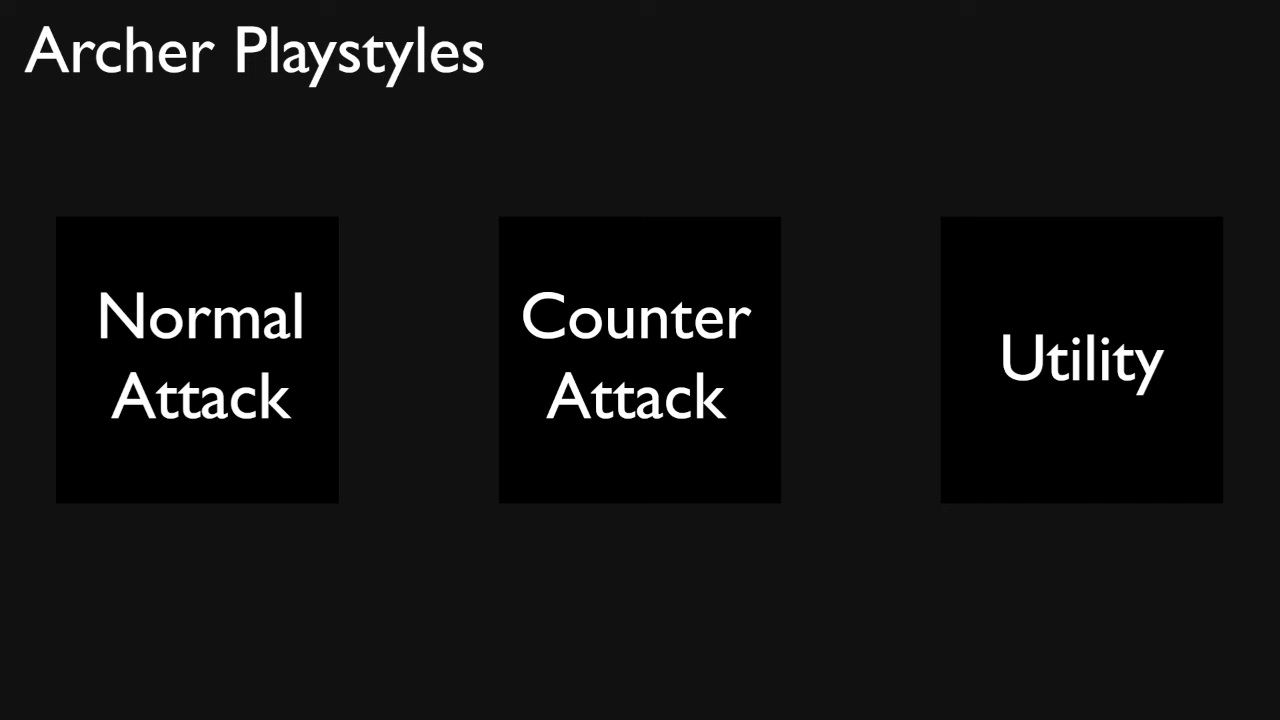 Archer Playstyles
Normal
Attack
Counter
Attack
Utility